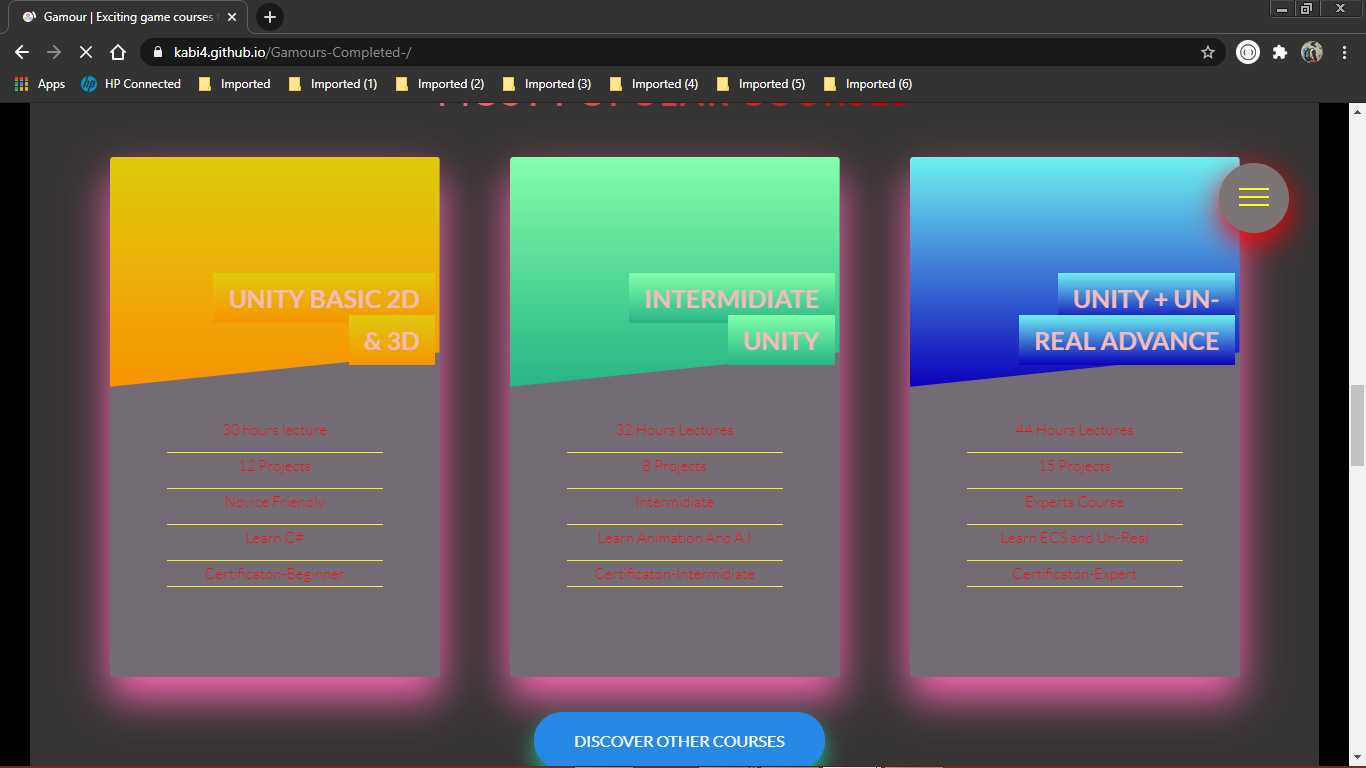 Gamour | Exciting game courses
kabi4.github.io/Gamours-Completed-/
Apps
HP Connected
Imported
Imported (1)
Imported (2)
Imported (3)
Imported (4)
Imported (5)
Imported (6)
UNITY BASIC 2D
& 3D
30 hours lecture
12 Projects
Novice Friendly
Learn C#
Certificaton-Beginner
INTERMIDIATE
UNITY
32 Hours Lectures
8 Projects
Intermidiate
Learn Animation And A.I
Certificaton-Intermidiate
UNITY + UN-
REAL ADVANCE
44 Hours Lectures
15 Projects
Experts Course
Learn ECS and Un-Real
Certificaton-Expert
DISCOVER OTHER COURSES